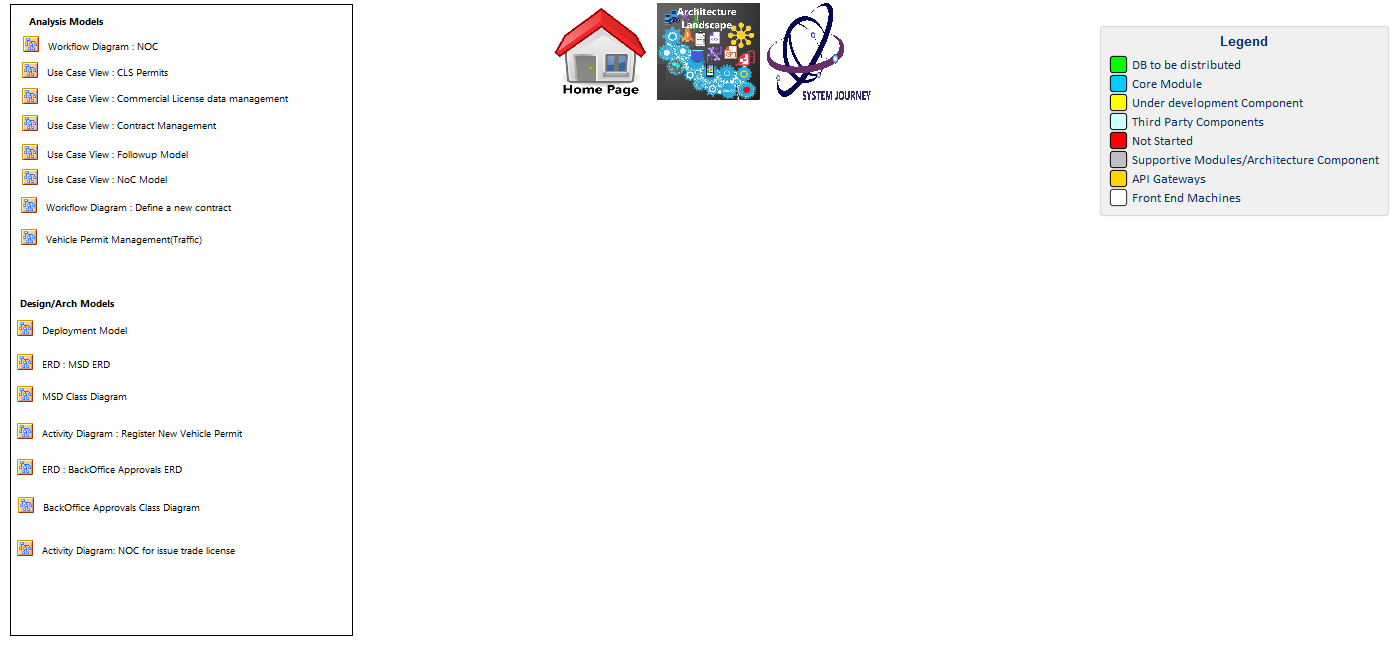 Analysis Models
Workflow Diagram : NOC
Use Case View : CLS Permits
Use Case View : Commercial License data management
Use Case View : Contract Management
Use Case View : Followup Model
Use Case View : NoC Model
Workflow Diagram : Define a new contract
Vehicle Permit Management(Traffic)
Design/Arch Models
Deployment Model
ERD : MSD ERD
MSD Class Diagram
Activity Diagram : Register New Vehicle Permit
ERD : BackOffice Approvals ERD
BackOffice Approvals Class Diagram
Activity Diagram: NOC for issue trade license
Home Page
Architecture
Landscape
SYSTEM JOURNEY
Legend
DB to be distributed
Core Module
Under development Component
Third Party Components
Not Started
Supportive Modules/Architecture Component
API Gateways
Front End Machines